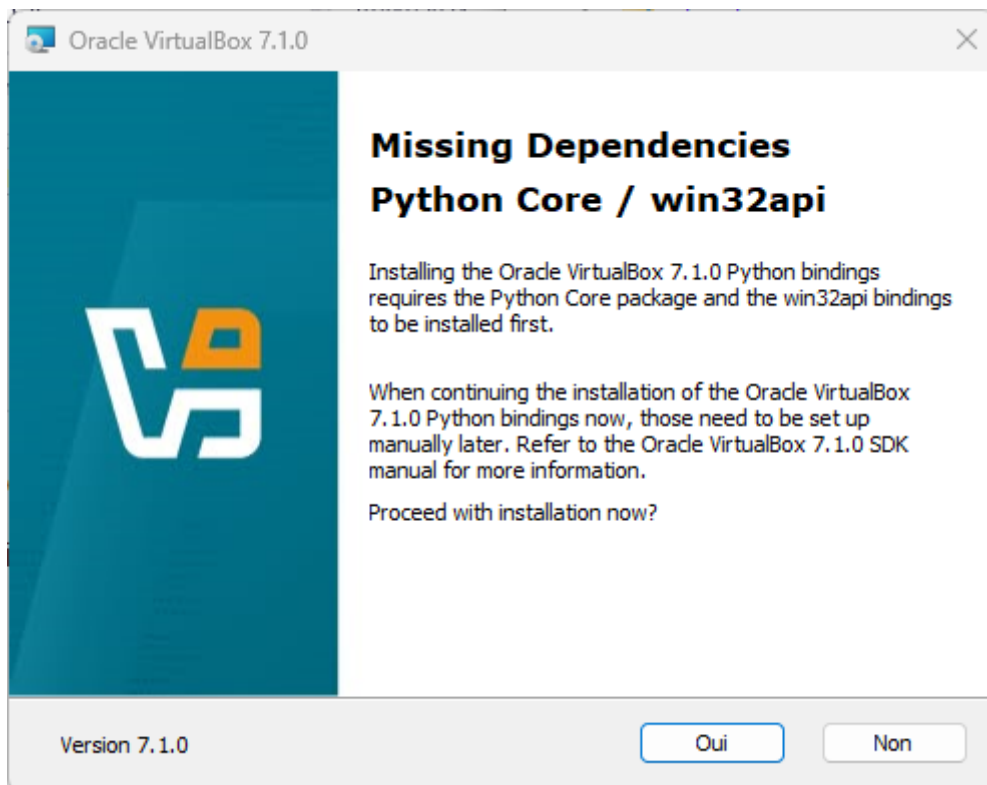 Oracle VirtualBox 7.1.0
Missing Dependencies
Python Core / win32api
Installing the Oracle VirtualBox 7.1.0 Python bindings
requires the Python Core package and the win32api bindings
to be installed first.
When continuing the installation of the Oracle VirtualBox
7.1.0 Python bindings now, those need to be set up
manually later. Refer to the Oracle VirtualBox 7.1.0 SDK
manual for more information.
Proceed with installation now?
Version 7.1.0
Oui
Non